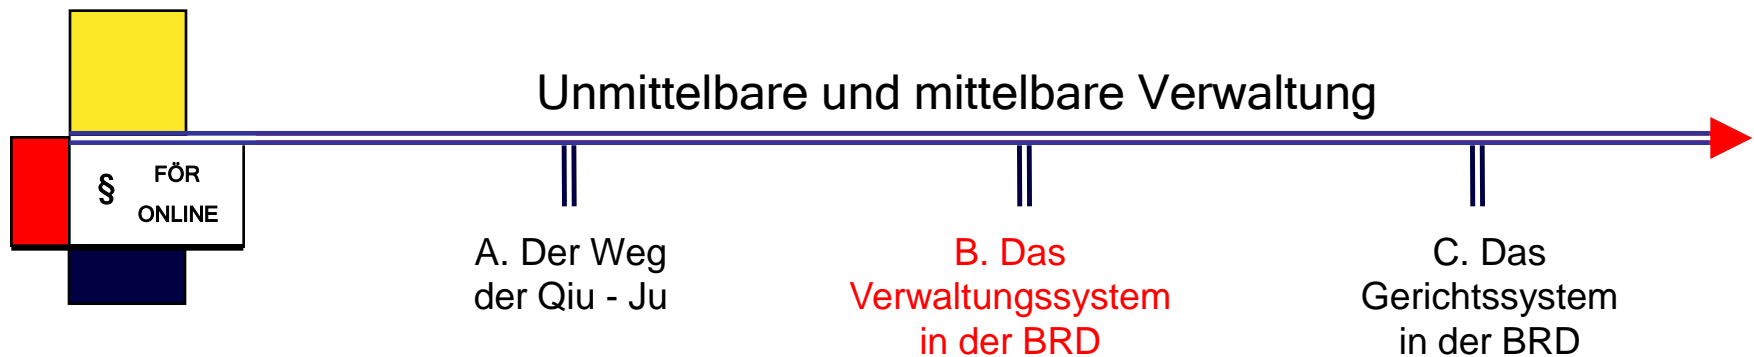 Unmittelbare und mittelbare Verwaltung
§ FÖR
ONLINE
A. Der Weg
der Qiu - Ju
B. Das
Verwaltungssystem
in der BRD
C. Das
Gerichtssystem
in der BRD